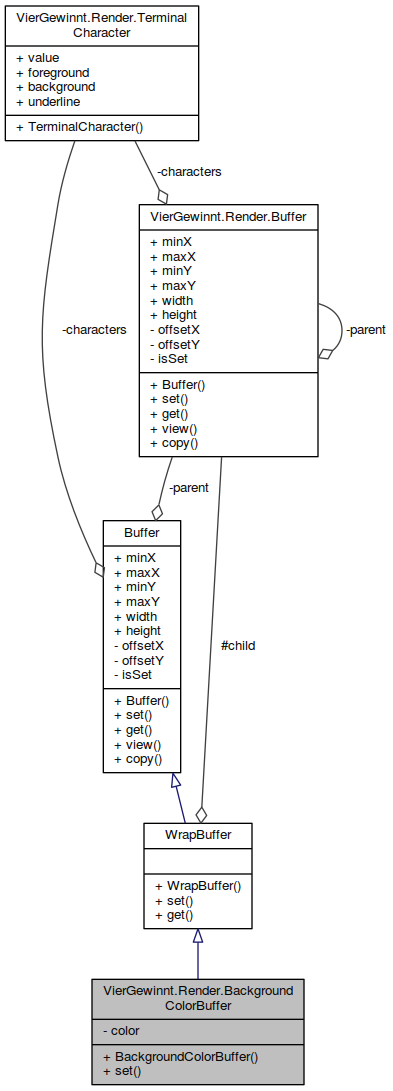 VierGewinnt.Render.Terminal
Character
+ value
+ foreground
+ background
+ underline
+ TerminalCharacter()
-characters
VierGewinnt.Render.Buffer
+ minX
+ maxX
+ minY
+ maxY
+ width
+ height
- offsetX
- offsetY
- isSet
+ Buffer()
+ set()
+ get()
+ view()
+ copy()
-parent
-characters
-parent
Buffer
+ minX
+ maxX
+ minY
+ maxY
+ width
+ height
- offsetX
- offsetY
- isSet
+ Buffer()
+ set()
+ get()
+ view()
+ copy()
#child
WrapBuffer
+ WrapBuffer()
+ set()
+ get()
VierGewinnt.Render.Background
ColorBuffer
- color
+ BackgroundColorBuffer()
+ set()